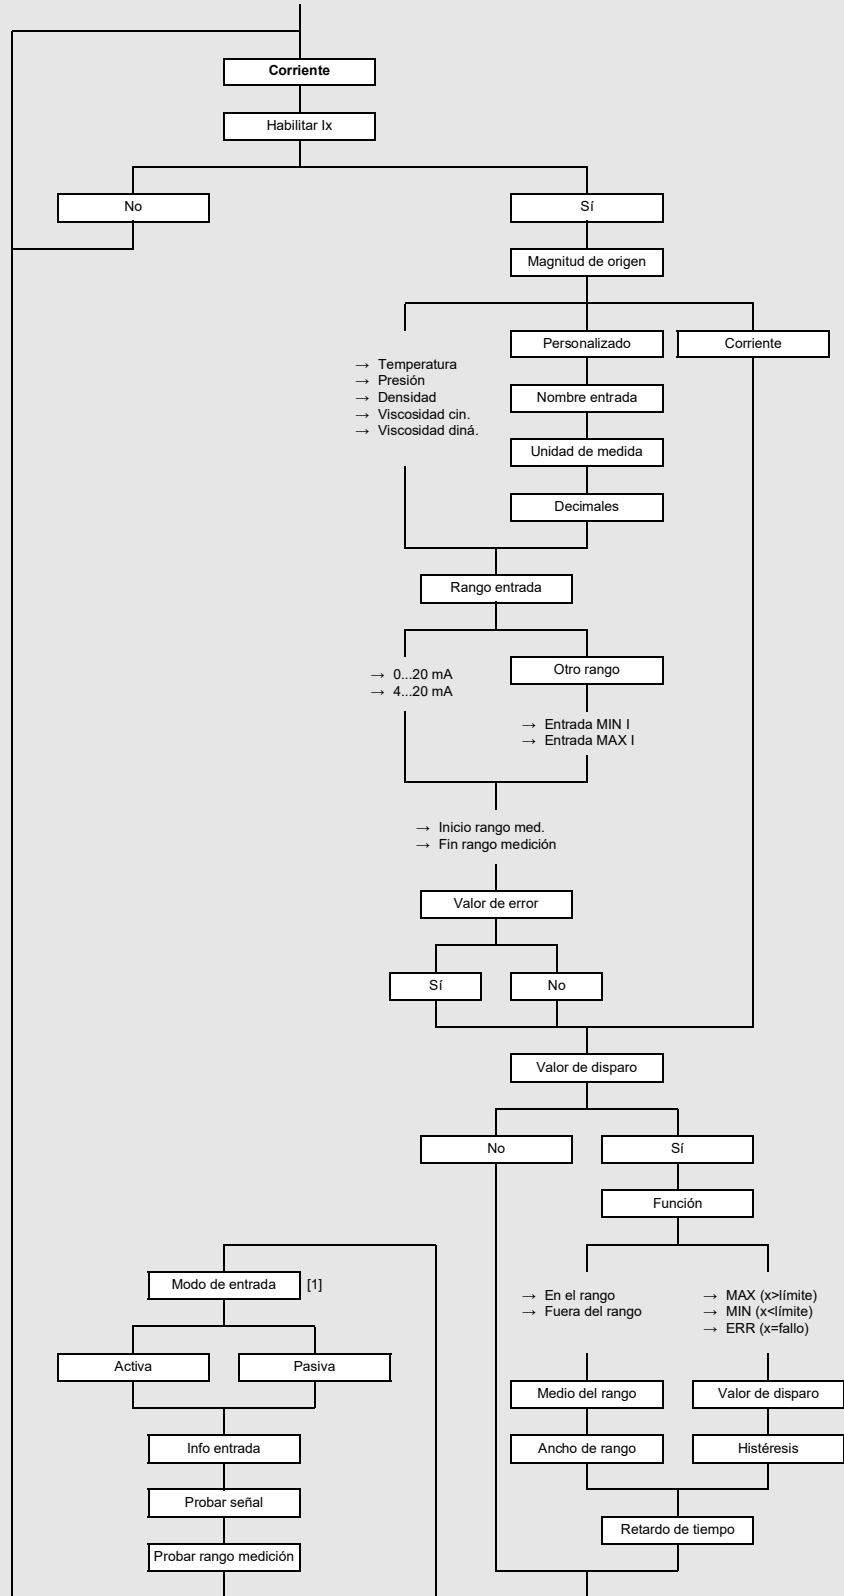 Corriente
Habilitar Ix
No
Sí
Magnitud de origen
Personalizado
Corriente
→ Temperatura
→ Presión
→ Densidad
→ Viscosidad cin.
→ Viscosidad diná.
Nombre entrada
Unidad de medida
Decimales
Rango entrada
→ 0...20 mA
→ 4...20 mA
Otro rango
→ Entrada MIN I
→ Entrada MAX I
→ Inicio rango med.
→ Fin rango medición
Valor de error
Sí
No
Valor de disparo
No
Sí
Función
→ En el rango
→ Fuera del rango
→ MAX (x>límite)
→ MIN (x<límite)
→ ERR (x=fallo)
Medio del rango
Valor de disparo
Ancho de rango
Histéresis
Retardo de tiempo
Modo de entrada [1]
Activa
Pasiva
Info entrada
Probar señal
Probar rango medición